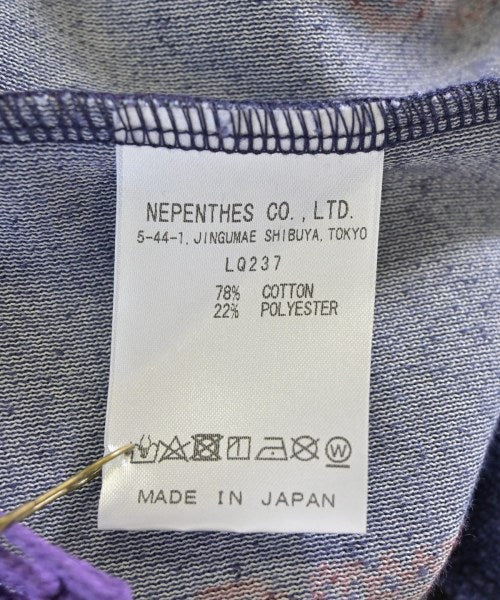 NEPENTHES CO.,LTD.
5-44-1, JINGUMAE SHIBUYA, TOKYO
LQ237
78% COTTON
22% POLYESTER
W
MADE IN JAPAN